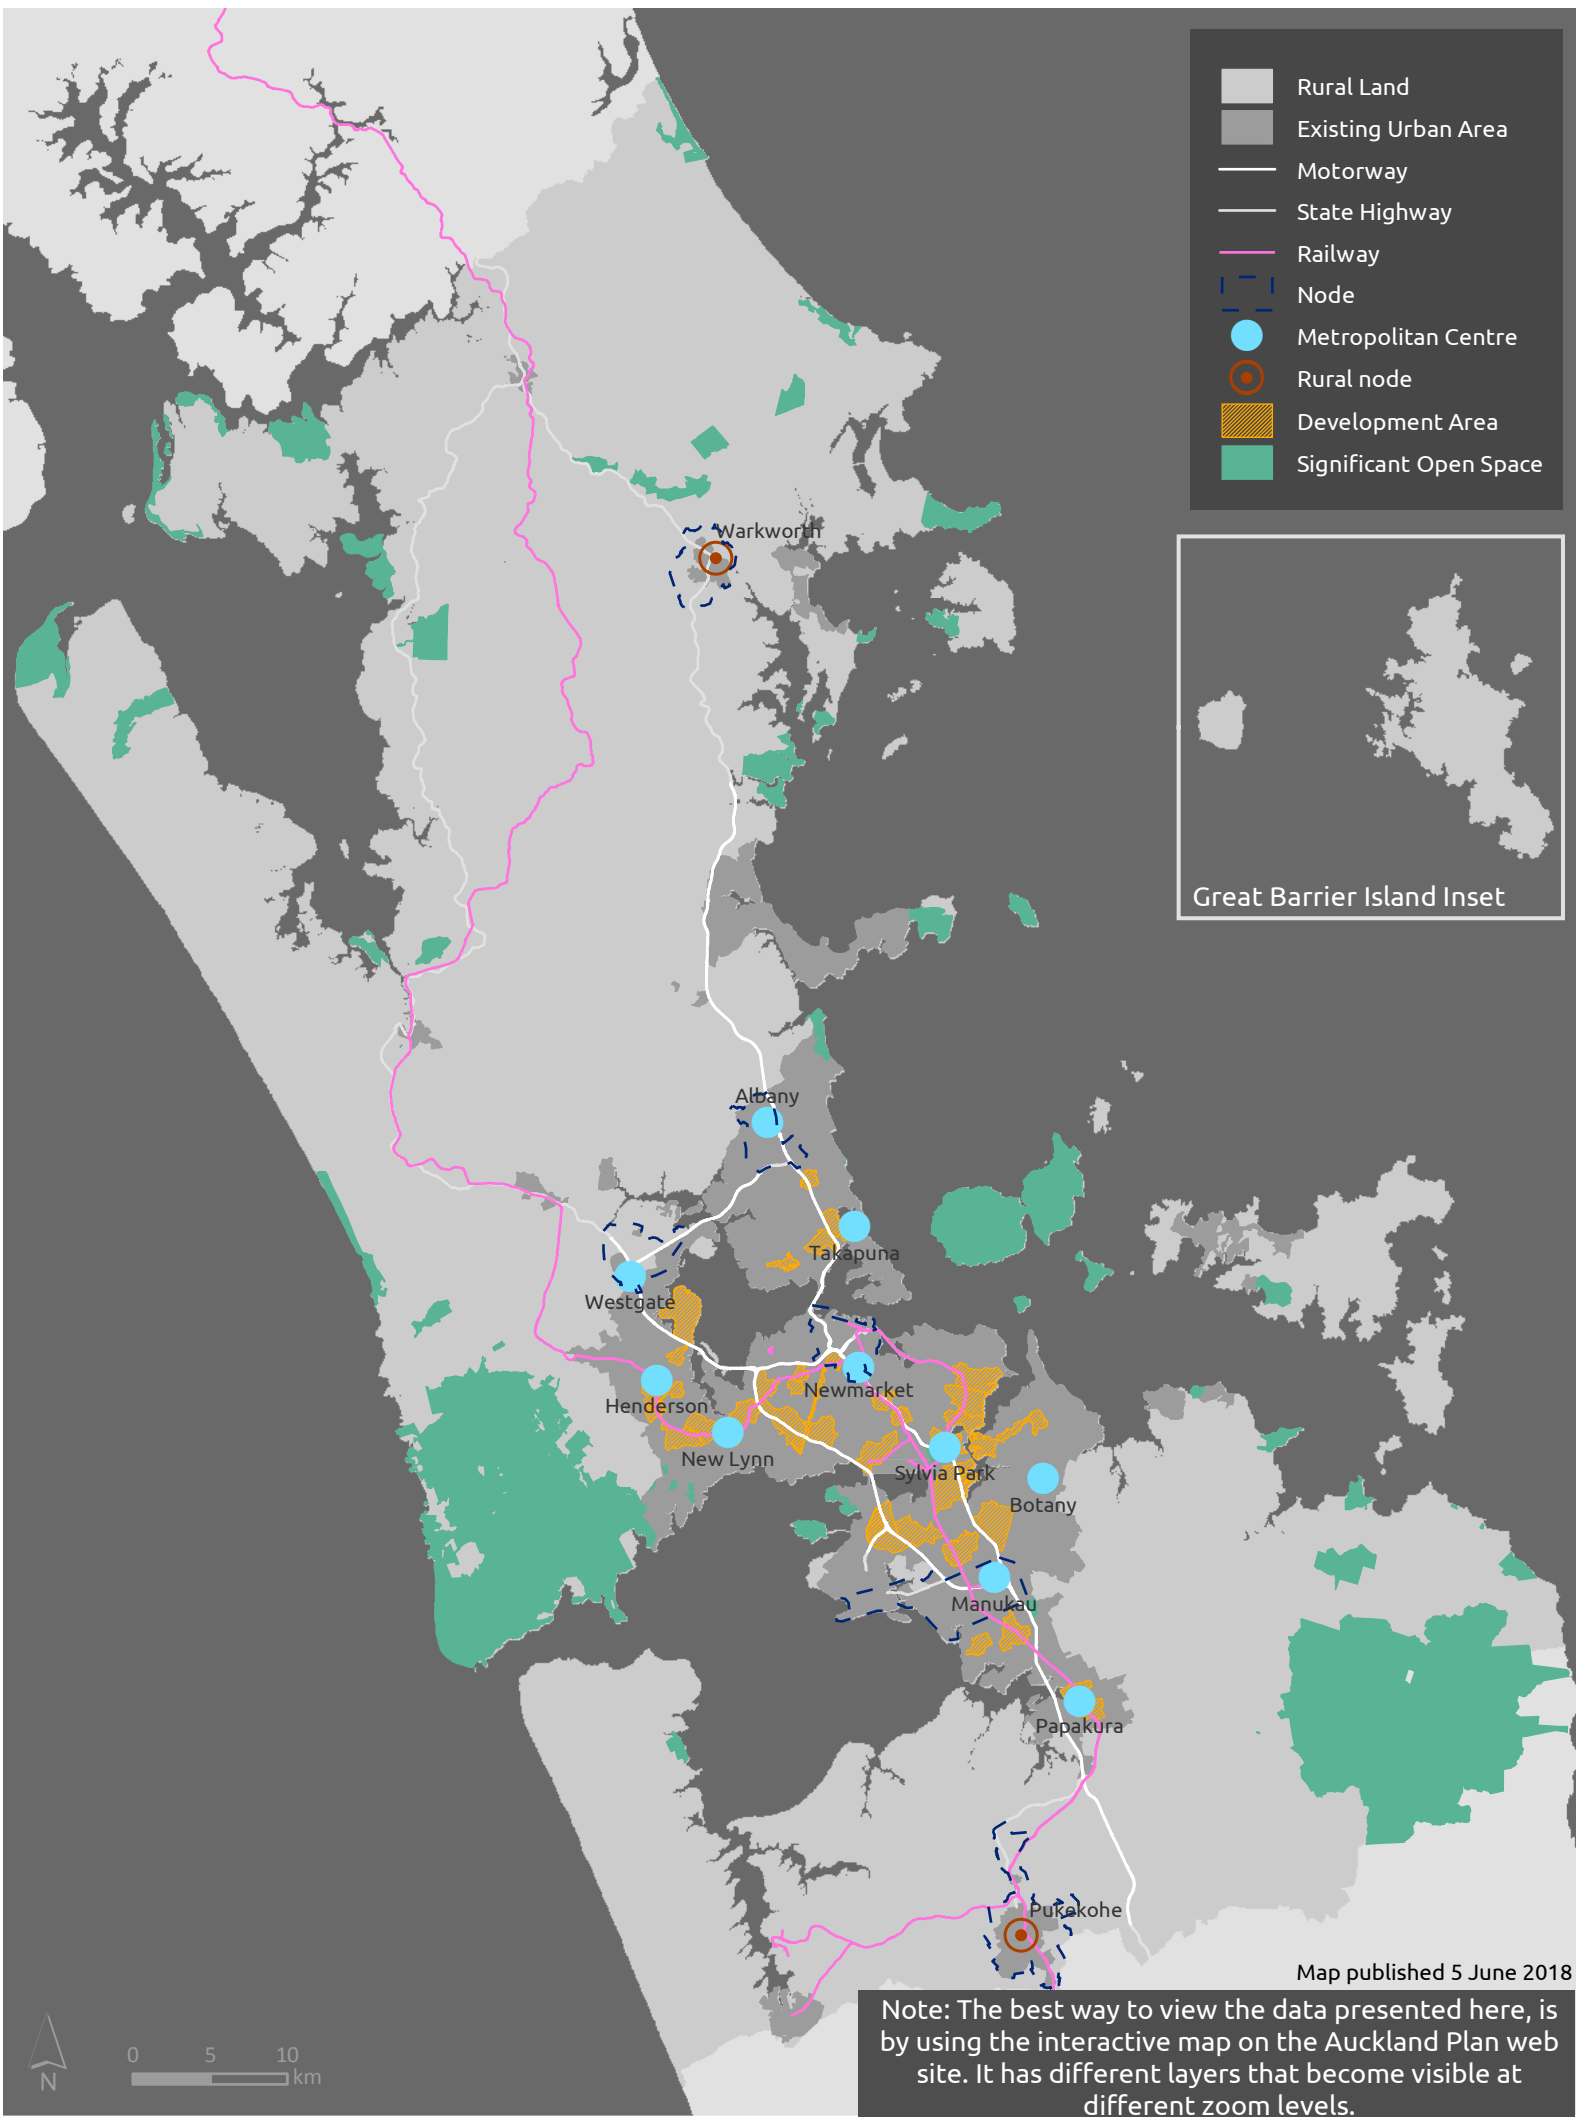 Rural Land
Existing Urban Area
Motorway
State Highway
Railway
Node
Metropolitan Centre
Rural node
Development Area
Significant Open Space
Warkworth
Great Barrier Island Inset
Albany
Takapuna
Westgate
Newmarket
Henderson
New Lynn
Sylvia Park
Botany
Manukau
Papakura
Pukekohe
Map published 5 June 2018
Note: The best way to view the data presented here, is
by using the interactive map on the Auckland Plan web
site. It has different layers that become visible at
different zoom levels.
N
0 5 10
km